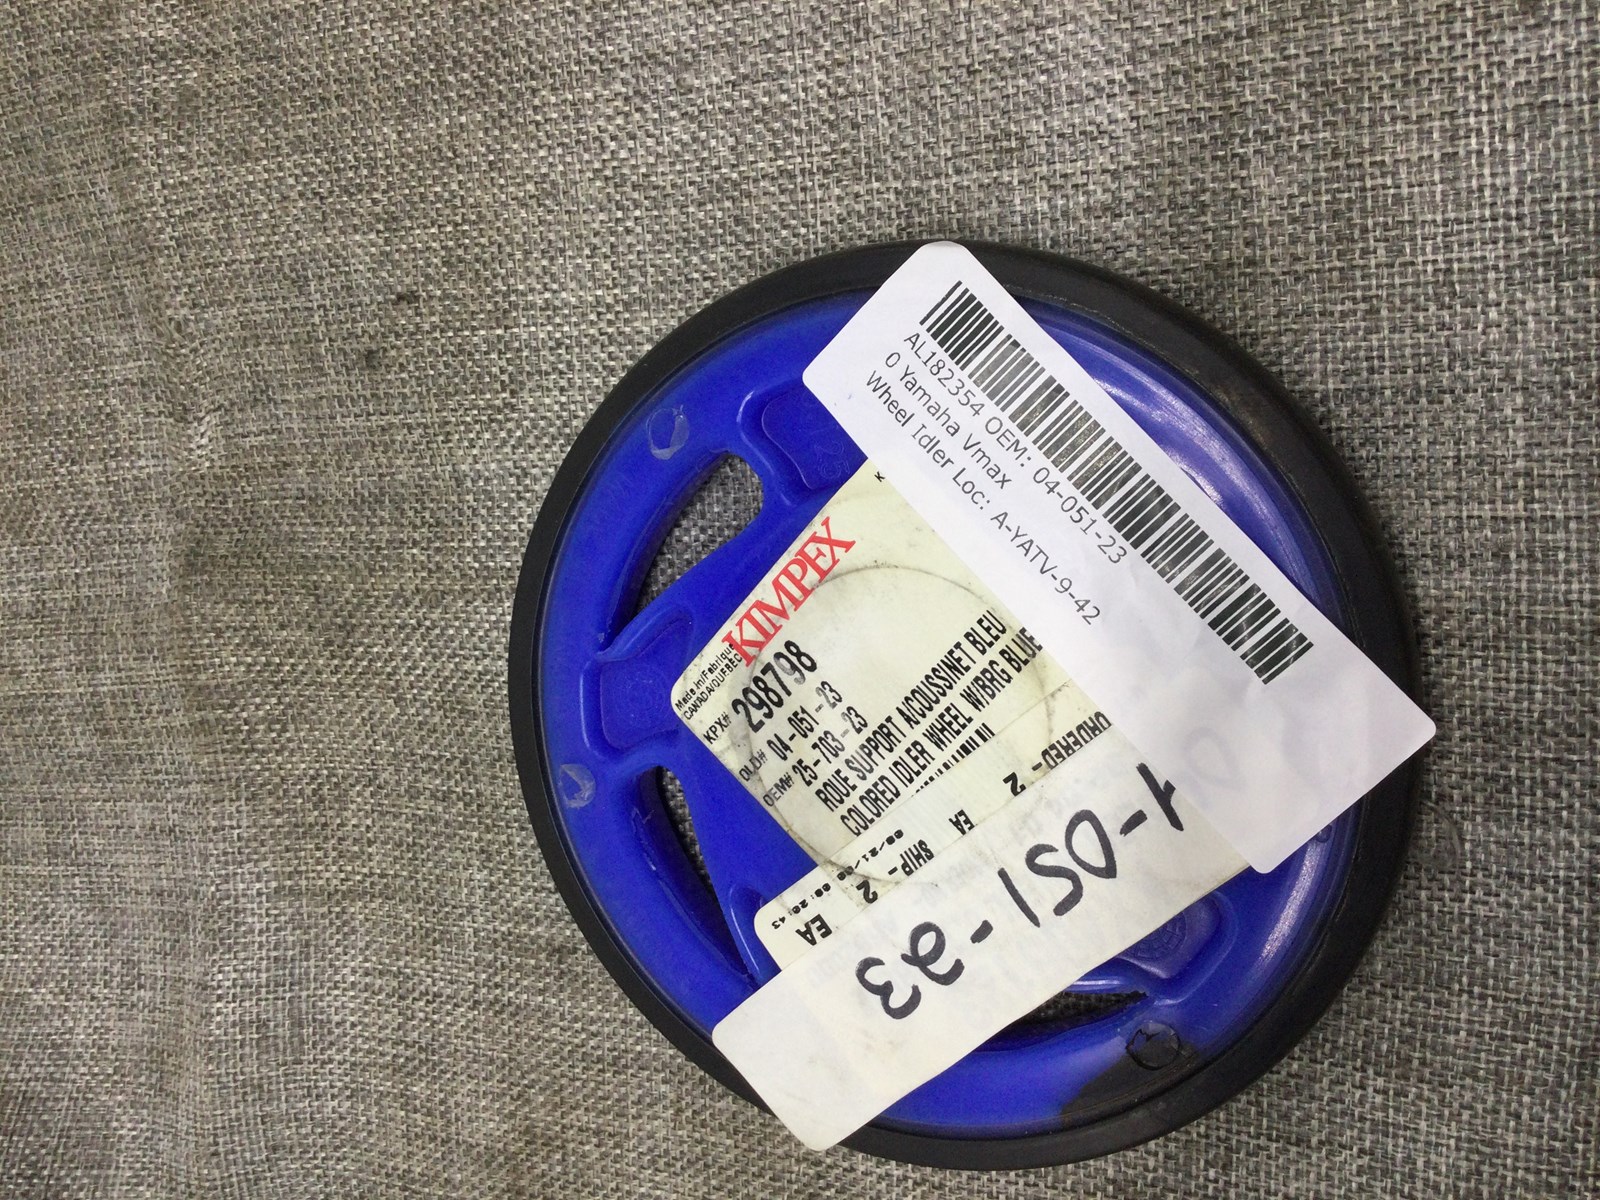 AL182354 OEM: 04-051-23
0 Yamaha Vmax
Wheel Idler Loc: A-YATV-9-42
KIMPEX
Made in/Fabriqué
CANADA/QUÉBEC
KPX# 298798
OLD# 04-051-23
OEM# 25-703-23
ROUE SUPPORT A/COUSSINET BLEU
COLORED IDLER WHEEL W/BRG BLUE
ORDERED- 2 EA
SHIP- 2 EA
-051-23